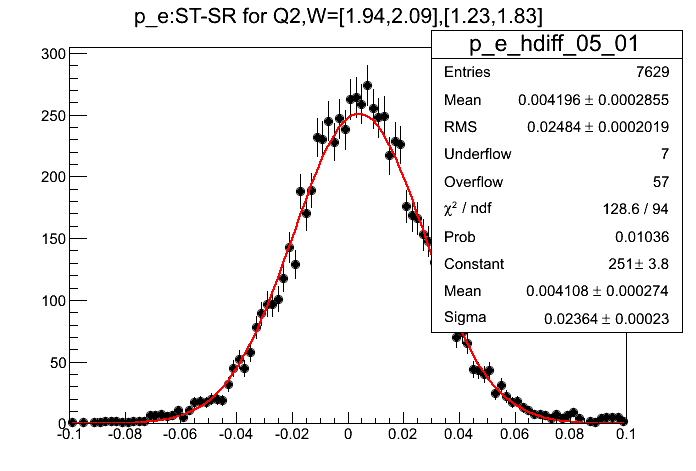 p_e:ST-SR for Q2,W=[1.94,2.09],[1.23,1.83]
p_e_hdiff_05_01
Entries 7629
Mean 0.004196 ± 0.0002855
RMS 0.02484 ± 0.0002019
Underflow 7
Overflow 57
χ² / ndf 128.6 / 94
Prob 0.01036
Constant 251± 3.8
Mean 0.004108 ± 0.000274
Sigma 0.02364 ± 0.00023
300
250
200
150
100
50
0
-0.1 -0.08 -0.06 -0.04 -0.02 0 0.02 0.04 0.06 0.08 0.1